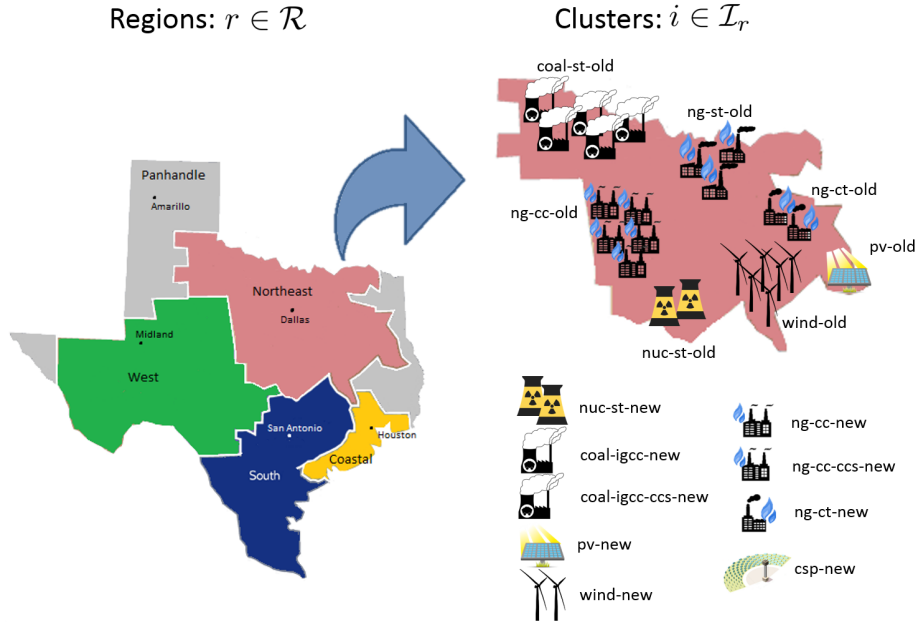 Regions: r ∈ R
Clusters: i ∈ I_r
Panhandle
Amarillo
Northeast
Dallas
Midland
West
San Antonio
Houston
Coastal
South
coal-st-old
ng-st-old
ng-ct-old
ng-cc-old
pv-old
wind-old
nuc-st-old
nuc-st-new
coal-igcc-new
coal-igcc-ccs-new
pv-new
wind-new
ng-cc-new
ng-cc-ccs-new
ng-ct-new
csp-new